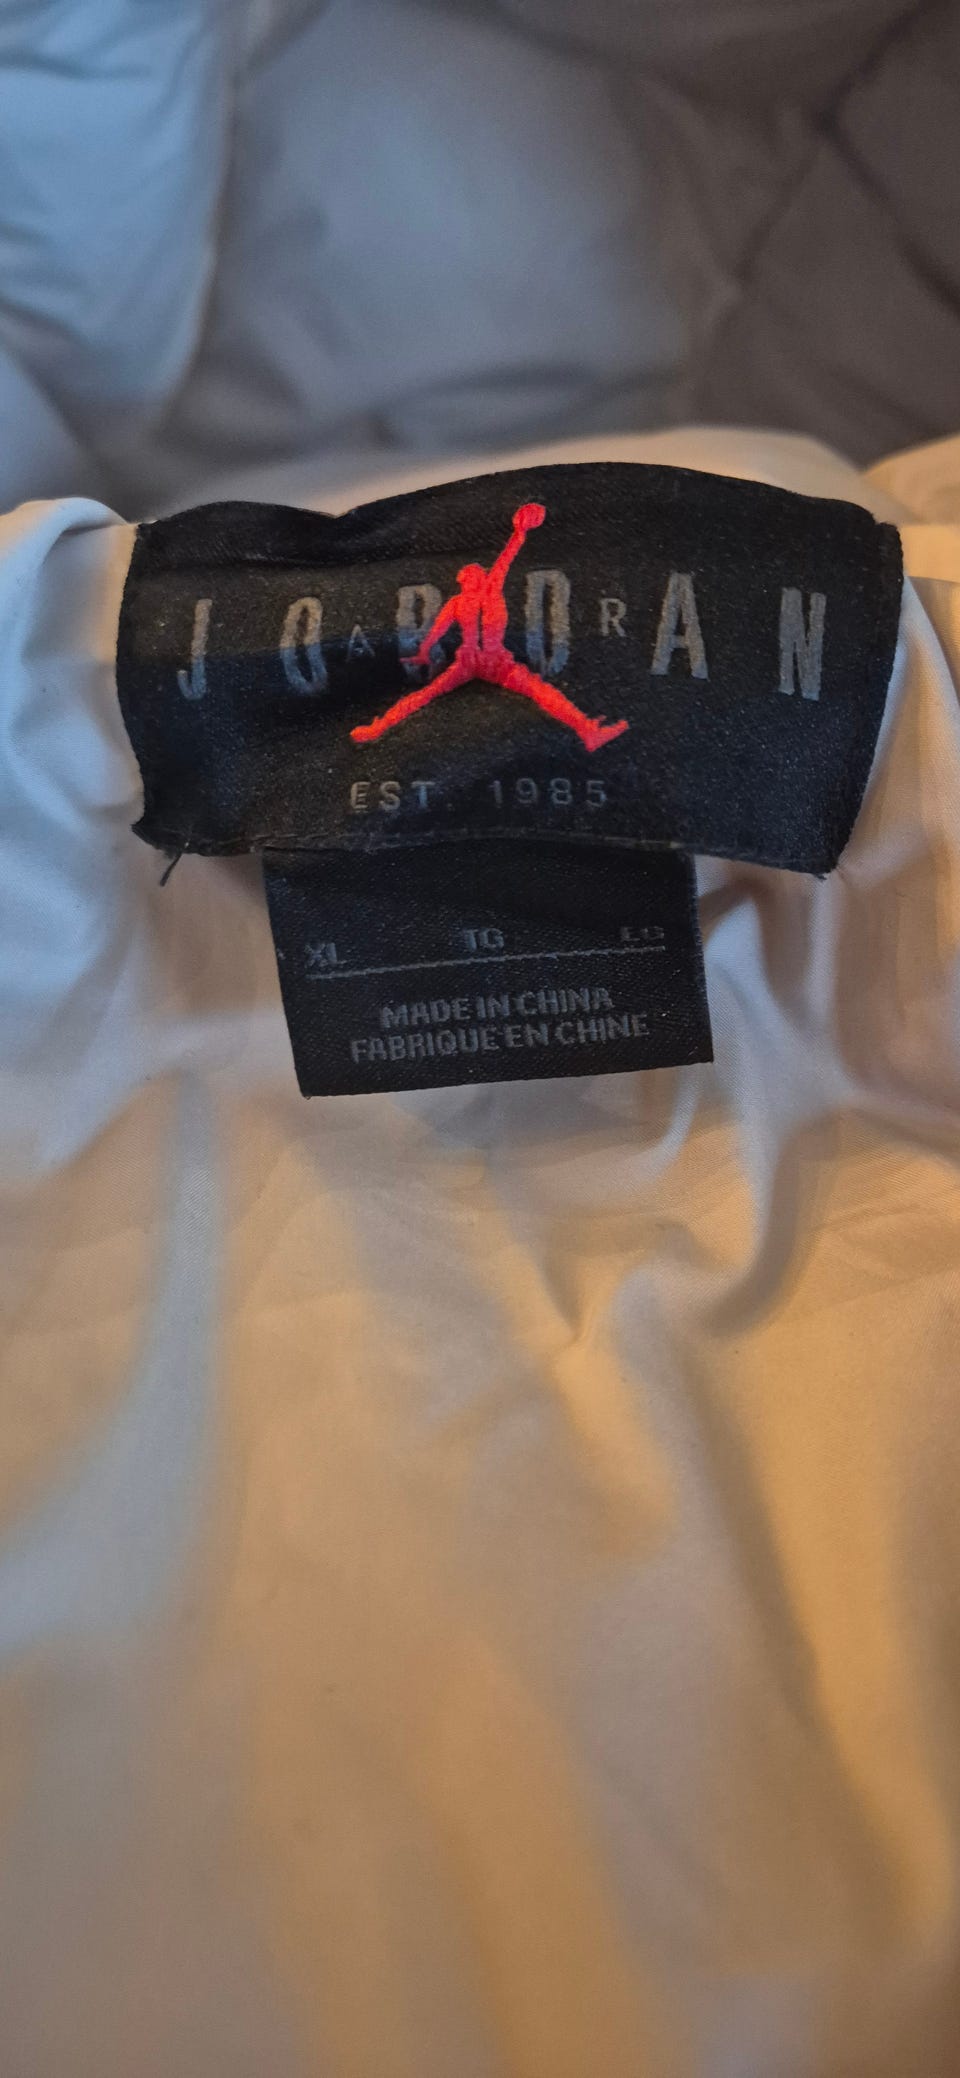 JORDAN
AIR
EST. 1985
XL TG EG
MADE IN CHINA
FABRIQUE EN CHINE